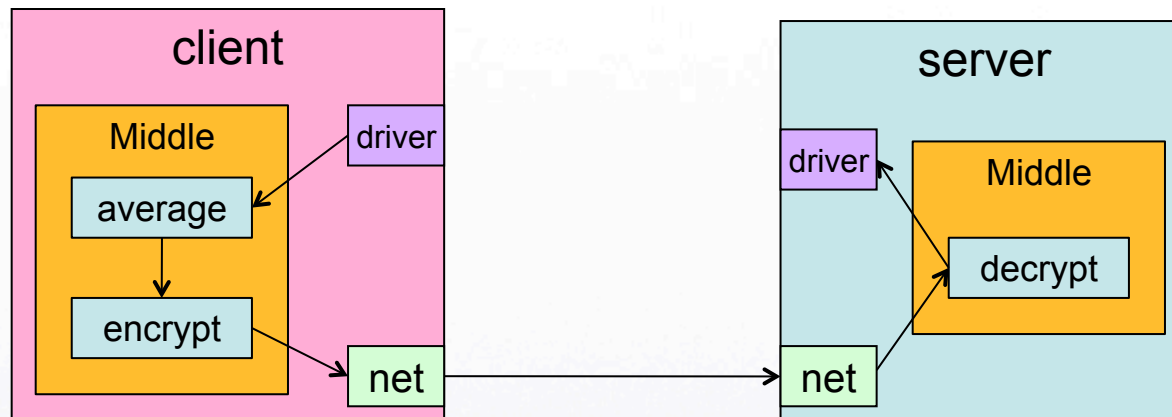 client
Middle
driver
average
encrypt
net
server
driver
Middle
decrypt
net